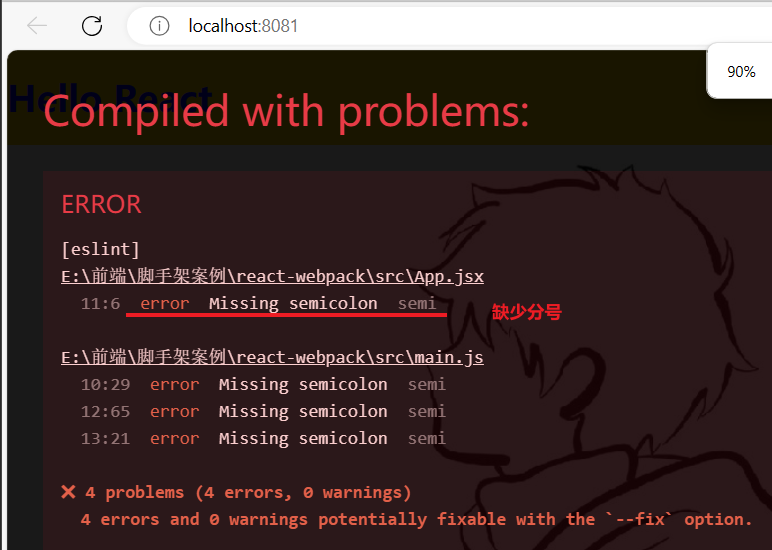 localhost:8081
90%
Hello React
Compiled with problems:
ERROR
[eslint]
E:\前端\脚手架案例\react-webpack\src\App.jsx
11:6 error Missing semicolon semi
缺少分号
E:\前端\脚手架案例\react-webpack\src\main.js
10:29 error Missing semicolon semi
12:65 error Missing semicolon semi
13:21 error Missing semicolon semi
❌ 4 problems (4 errors, 0 warnings)
4 errors and 0 warnings potentially fixable with the `--fix` option.